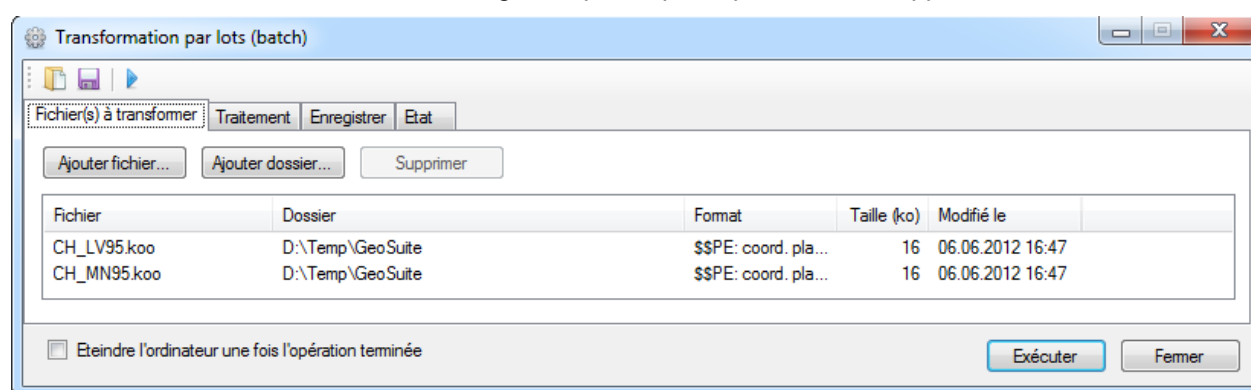 Transformation par lots (batch)
Fichier(s) à transformer Traitement Enregistrer Etat
Ajouter fichier... Ajouter dossier... Supprimer
Fichier Dossier Format Taille (ko) Modifié le
CH_LV95.koo D:\Temp\GeoSuite $$PE: coord. pla... 16 06.06.2012 16:47
CH_MN95.koo D:\Temp\GeoSuite $$PE: coord. pla... 16 06.06.2012 16:47
Eteindre l'ordinateur une fois l'opération terminée Exécuter Fermer